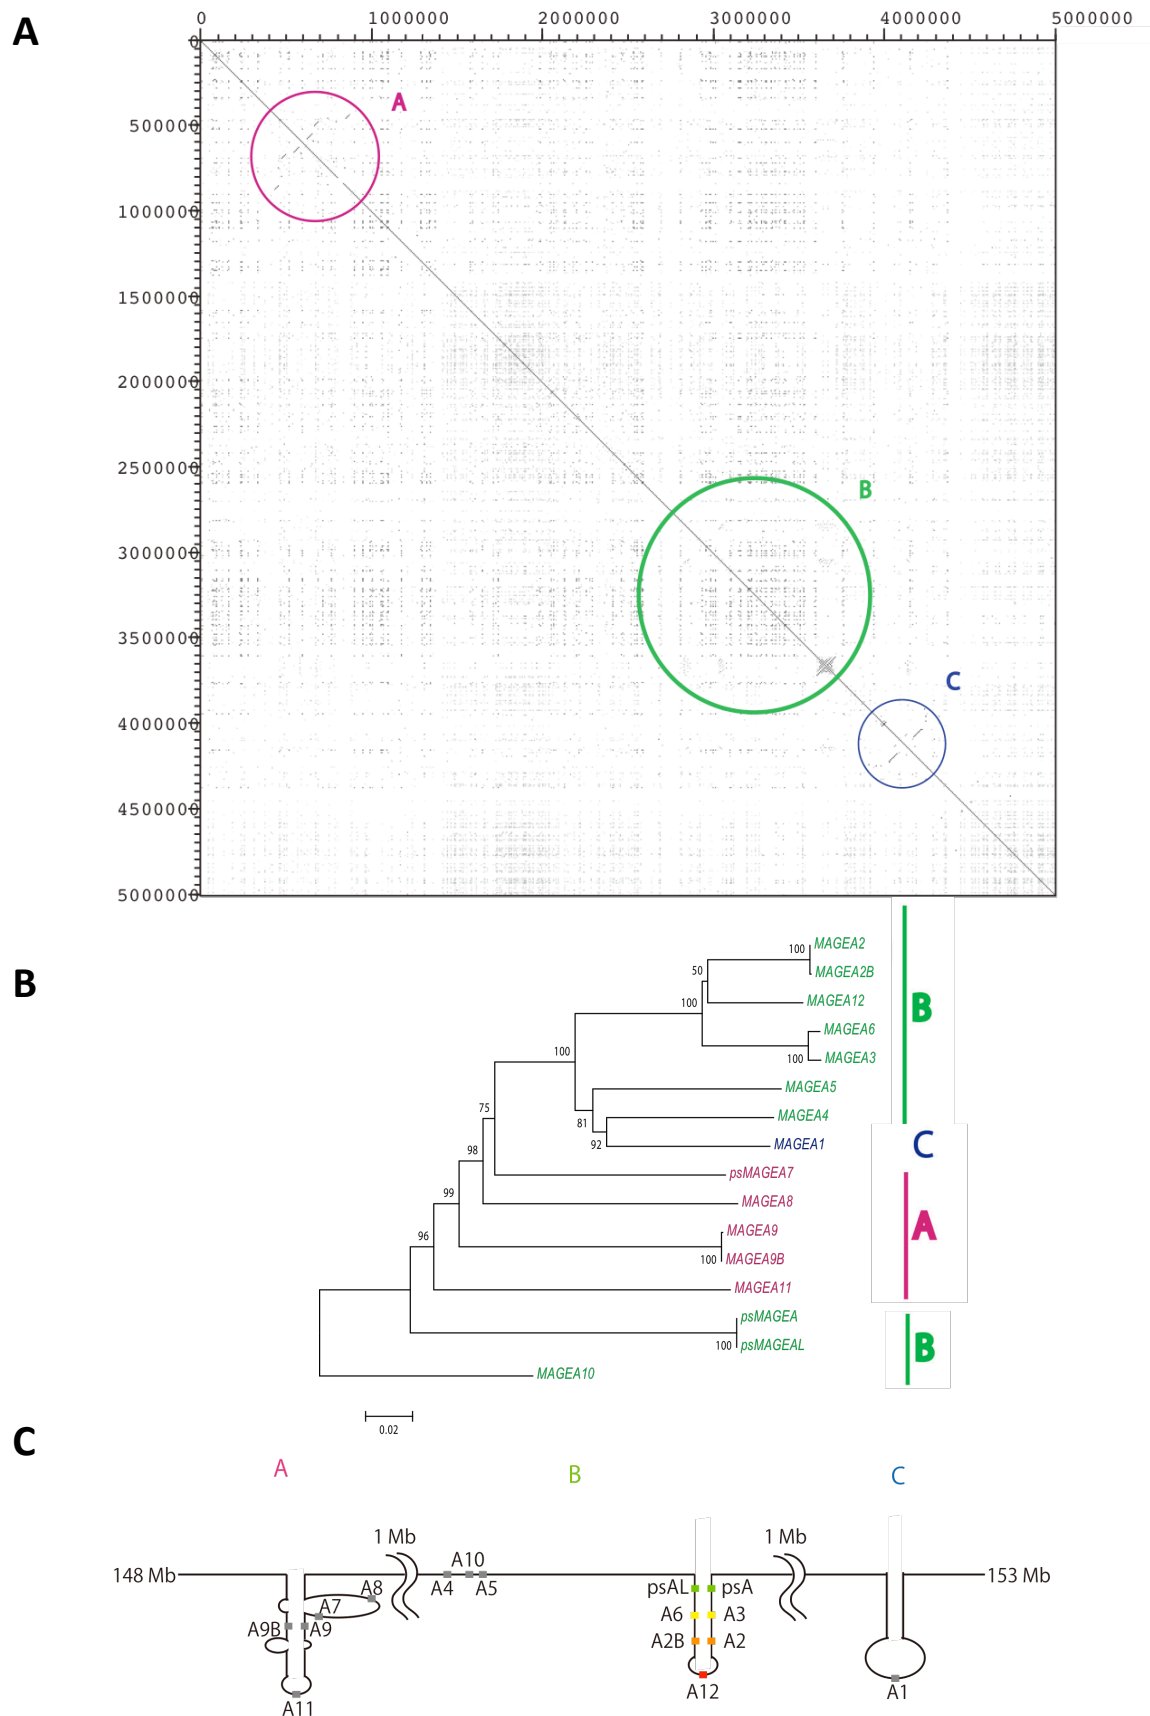 A
0 1000000 2000000 3000000 4000000 5000000
0
A
500000
1000000
1500000
2000000
2500000
B
3000000
3500000
C
4000000
4500000
5000000
B
100 MAGEA2
50 MAGEA2B
100 MAGEA12
B
MAGEA6
100 MAGEA3
100
MAGEA5
75 MAGEA4
81
92 MAGEA1
C
98
psMAGEA7
99 MAGEA8
A
MAGEA9
96
100 MAGEA9B
MAGEA11
psMAGEA
100 psMAGEAL
B
MAGEA10
0.02
C
A B C
1 Mb 1 Mb
A10
148 Mb 153 Mb
A8 A4 A5 psAL psA
A7
A6 A3
A9B A9
A2B A2
A12 A1
A11